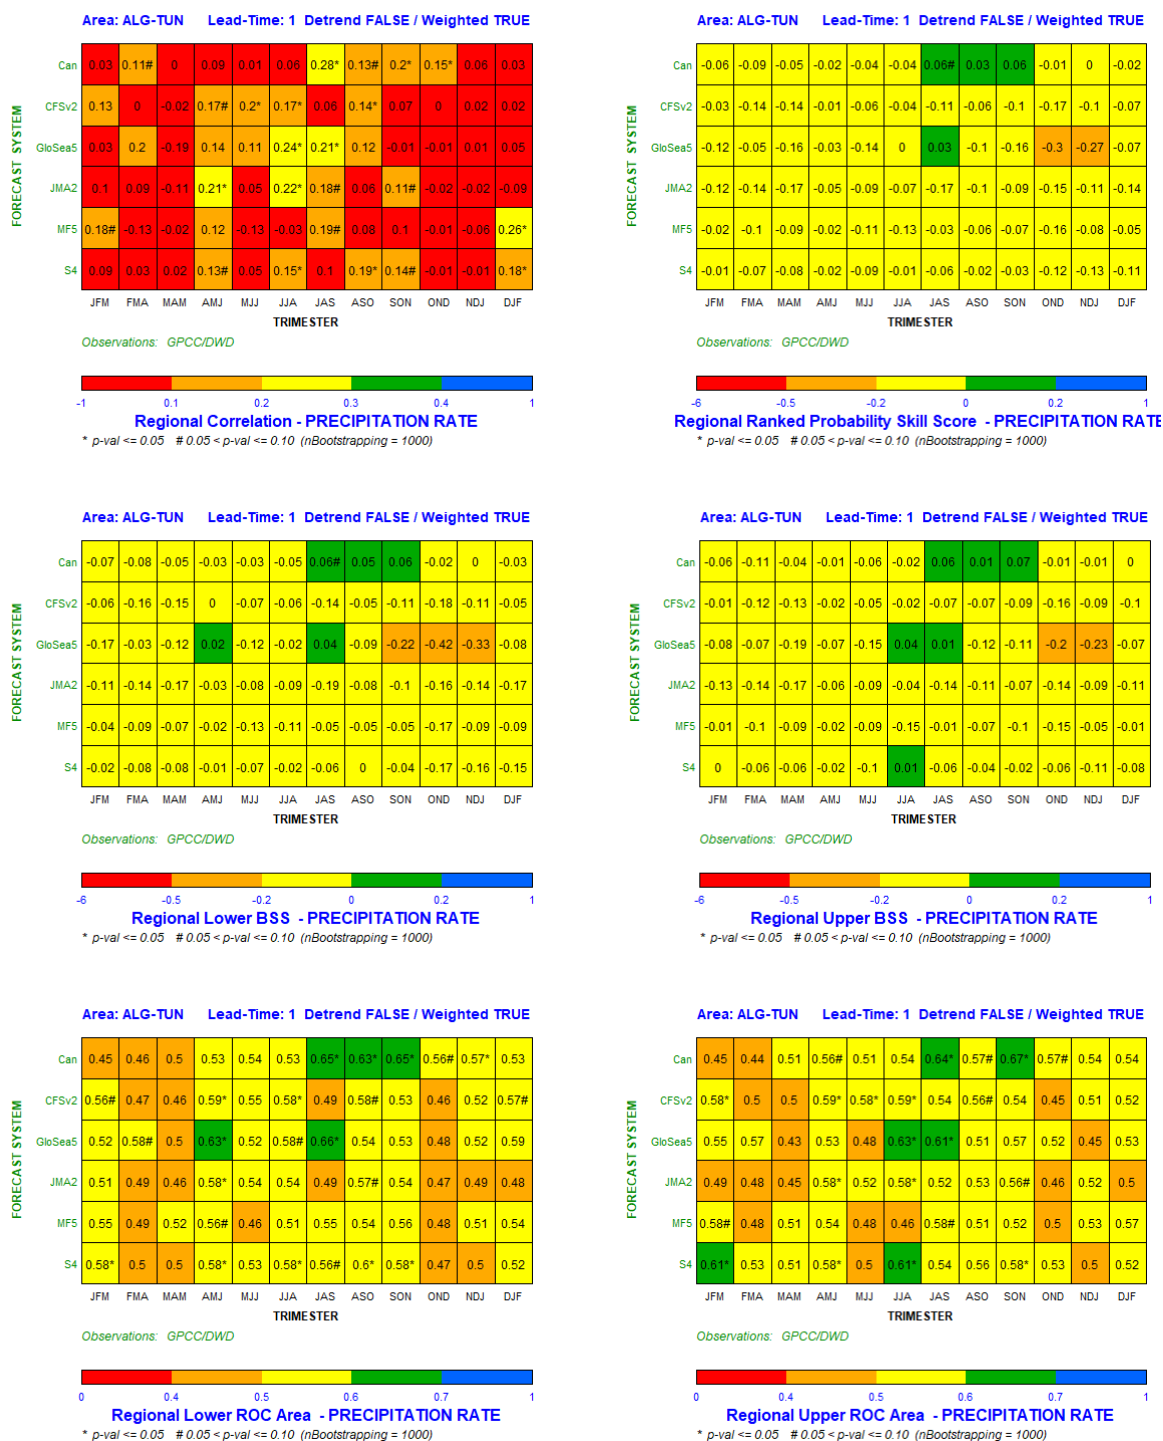 Area: ALG-TUN Lead-Time: 1 Detrend FALSE / Weighted TRUE
FORECAST SYSTEM
Can 0.03 0.11# 0 0.09 0.01 0.06 0.28* 0.13# 0.2* 0.15* 0.06 0.03
CFSv2 0.13 0 -0.02 0.17# 0.2* 0.17* 0.06 0.14* 0.07 0 0.02 0.02
GloSea5 0.03 0.2 -0.19 0.14 0.11 0.24* 0.21* 0.12 -0.01 -0.01 0.01 0.05
JMA2 0.1 0.09 -0.11 0.21* 0.05 0.22* 0.18# 0.06 0.11# -0.02 -0.02 -0.09
MF5 0.18# -0.13 -0.02 0.12 -0.13 -0.03 0.19# 0.08 0.1 -0.01 -0.06 0.26*
S4 0.09 0.03 0.02 0.13# 0.05 0.15* 0.1 0.19* 0.14# -0.01 -0.01 0.18*
JFM FMA MAM AMJ MJJ JJA JAS ASO SON OND NDJ DJF
TRIMESTER
Observations: GPCC/DWD
-1 0.1 0.2 0.3 0.4 1
Regional Correlation - PRECIPITATION RATE
* p-val <= 0.05 # 0.05 < p-val <= 0.10 (nBootstrapping = 1000)
Area: ALG-TUN Lead-Time: 1 Detrend FALSE / Weighted TRUE
FORECAST SYSTEM
Can -0.06 -0.09 -0.05 -0.02 -0.04 -0.04 0.06# 0.03 0.06 -0.01 0 -0.02
CFSv2 -0.03 -0.14 -0.14 -0.01 -0.06 -0.04 -0.11 -0.06 -0.1 -0.17 -0.1 -0.07
GloSea5 -0.12 -0.05 -0.16 -0.03 -0.14 0 0.03 -0.1 -0.16 -0.3 -0.27 -0.07
JMA2 -0.12 -0.14 -0.17 -0.05 -0.09 -0.07 -0.17 -0.1 -0.09 -0.15 -0.11 -0.14
MF5 -0.02 -0.1 -0.09 -0.02 -0.11 -0.13 -0.03 -0.06 -0.07 -0.16 -0.08 -0.05
S4 -0.01 -0.07 -0.08 -0.02 -0.09 -0.01 -0.06 -0.02 -0.03 -0.12 -0.13 -0.11
JFM FMA MAM AMJ MJJ JJA JAS ASO SON OND NDJ DJF
TRIMESTER
Observations: GPCC/DWD
-6 -0.5 -0.2 0 0.2 1
Regional Ranked Probability Skill Score - PRECIPITATION RATE
* p-val <= 0.05 # 0.05 < p-val <= 0.10 (nBootstrapping = 1000)
Area: ALG-TUN Lead-Time: 1 Detrend FALSE / Weighted TRUE
FORECAST SYSTEM
Can -0.07 -0.08 -0.05 -0.03 -0.03 -0.05 0.06# 0.05 0.06 -0.02 0 -0.03
CFSv2 -0.06 -0.16 -0.15 0 -0.07 -0.06 -0.14 -0.05 -0.11 -0.18 -0.11 -0.05
GloSea5 -0.17 -0.03 -0.12 0.02 -0.12 -0.02 0.04 -0.09 -0.22 -0.42 -0.33 -0.08
JMA2 -0.11 -0.14 -0.17 -0.03 -0.08 -0.09 -0.19 -0.08 -0.1 -0.16 -0.14 -0.17
MF5 -0.04 -0.09 -0.07 -0.02 -0.13 -0.11 -0.05 -0.05 -0.05 -0.17 -0.09 -0.09
S4 -0.02 -0.08 -0.08 -0.01 -0.07 -0.02 -0.06 0 -0.04 -0.17 -0.16 -0.15
JFM FMA MAM AMJ MJJ JJA JAS ASO SON OND NDJ DJF
TRIMESTER
Observations: GPCC/DWD
-6 -0.5 -0.2 0 0.2 1
Regional Lower BSS - PRECIPITATION RATE
* p-val <= 0.05 # 0.05 < p-val <= 0.10 (nBootstrapping = 1000)
Area: ALG-TUN Lead-Time: 1 Detrend FALSE / Weighted TRUE
FORECAST SYSTEM
Can -0.06 -0.11 -0.04 -0.01 -0.06 -0.02 0.06 0.01 0.07 -0.01 -0.01 0
CFSv2 -0.01 -0.12 -0.13 -0.02 -0.05 -0.02 -0.07 -0.07 -0.09 -0.16 -0.09 -0.1
GloSea5 -0.08 -0.07 -0.19 -0.07 -0.15 0.04 0.01 -0.12 -0.11 -0.2 -0.23 -0.07
JMA2 -0.13 -0.14 -0.17 -0.06 -0.09 -0.04 -0.14 -0.11 -0.07 -0.14 -0.09 -0.11
MF5 -0.01 -0.1 -0.09 -0.02 -0.09 -0.15 -0.01 -0.07 -0.1 -0.15 -0.05 -0.01
S4 0 -0.06 -0.06 -0.02 -0.1 0.01 -0.06 -0.04 -0.02 -0.06 -0.11 -0.08
JFM FMA MAM AMJ MJJ JJA JAS ASO SON OND NDJ DJF
TRIMESTER
Observations: GPCC/DWD
-6 -0.5 -0.2 0 0.2 1
Regional Upper BSS - PRECIPITATION RATE
* p-val <= 0.05 # 0.05 < p-val <= 0.10 (nBootstrapping = 1000)
Area: ALG-TUN Lead-Time: 1 Detrend FALSE / Weighted TRUE
FORECAST SYSTEM
Can 0.45 0.46 0.5 0.53 0.54 0.53 0.65* 0.63* 0.65* 0.56# 0.57* 0.53
CFSv2 0.56# 0.47 0.46 0.59* 0.55 0.58* 0.49 0.58# 0.53 0.46 0.52 0.57#
GloSea5 0.52 0.58# 0.5 0.63* 0.52 0.58# 0.66* 0.54 0.53 0.48 0.52 0.59
JMA2 0.51 0.49 0.46 0.58* 0.54 0.54 0.49 0.57# 0.54 0.47 0.49 0.48
MF5 0.55 0.49 0.52 0.56# 0.46 0.51 0.55 0.54 0.56 0.48 0.51 0.54
S4 0.58* 0.5 0.5 0.58* 0.53 0.58* 0.56# 0.6* 0.58* 0.47 0.5 0.52
JFM FMA MAM AMJ MJJ JJA JAS ASO SON OND NDJ DJF
TRIMESTER
Observations: GPCC/DWD
0 0.4 0.5 0.6 0.7 1
Regional Lower ROC Area - PRECIPITATION RATE
* p-val <= 0.05 # 0.05 < p-val <= 0.10 (nBootstrapping = 1000)
Area: ALG-TUN Lead-Time: 1 Detrend FALSE / Weighted TRUE
FORECAST SYSTEM
Can 0.45 0.44 0.51 0.56# 0.51 0.54 0.64* 0.57# 0.67* 0.57# 0.54 0.54
CFSv2 0.58* 0.5 0.5 0.59* 0.58* 0.59* 0.54 0.56# 0.54 0.45 0.51 0.52
GloSea5 0.55 0.57 0.43 0.53 0.48 0.63* 0.61* 0.51 0.57 0.52 0.45 0.53
JMA2 0.49 0.48 0.45 0.58* 0.52 0.58* 0.52 0.53 0.56# 0.46 0.52 0.5
MF5 0.58# 0.48 0.51 0.54 0.48 0.46 0.58# 0.51 0.52 0.5 0.53 0.57
S4 0.61* 0.53 0.51 0.58* 0.5 0.61* 0.54 0.56 0.58* 0.53 0.5 0.52
JFM FMA MAM AMJ MJJ JJA JAS ASO SON OND NDJ DJF
TRIMESTER
Observations: GPCC/DWD
0 0.4 0.5 0.6 0.7 1
Regional Upper ROC Area - PRECIPITATION RATE
* p-val <= 0.05 # 0.05 < p-val <= 0.10 (nBootstrapping = 1000)